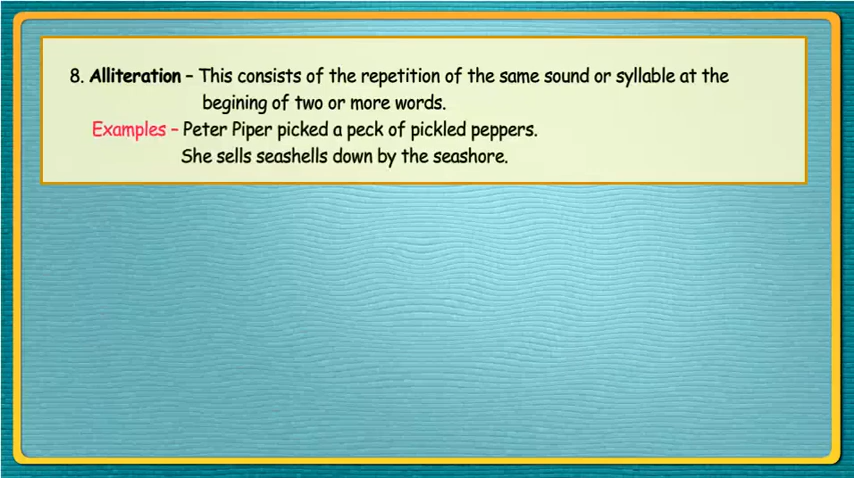 8. Alliteration – This consists of the repetition of the same sound or syllable at the
begining of two or more words.
Examples – Peter Piper picked a peck of pickled peppers.
She sells seashells down by the seashore.